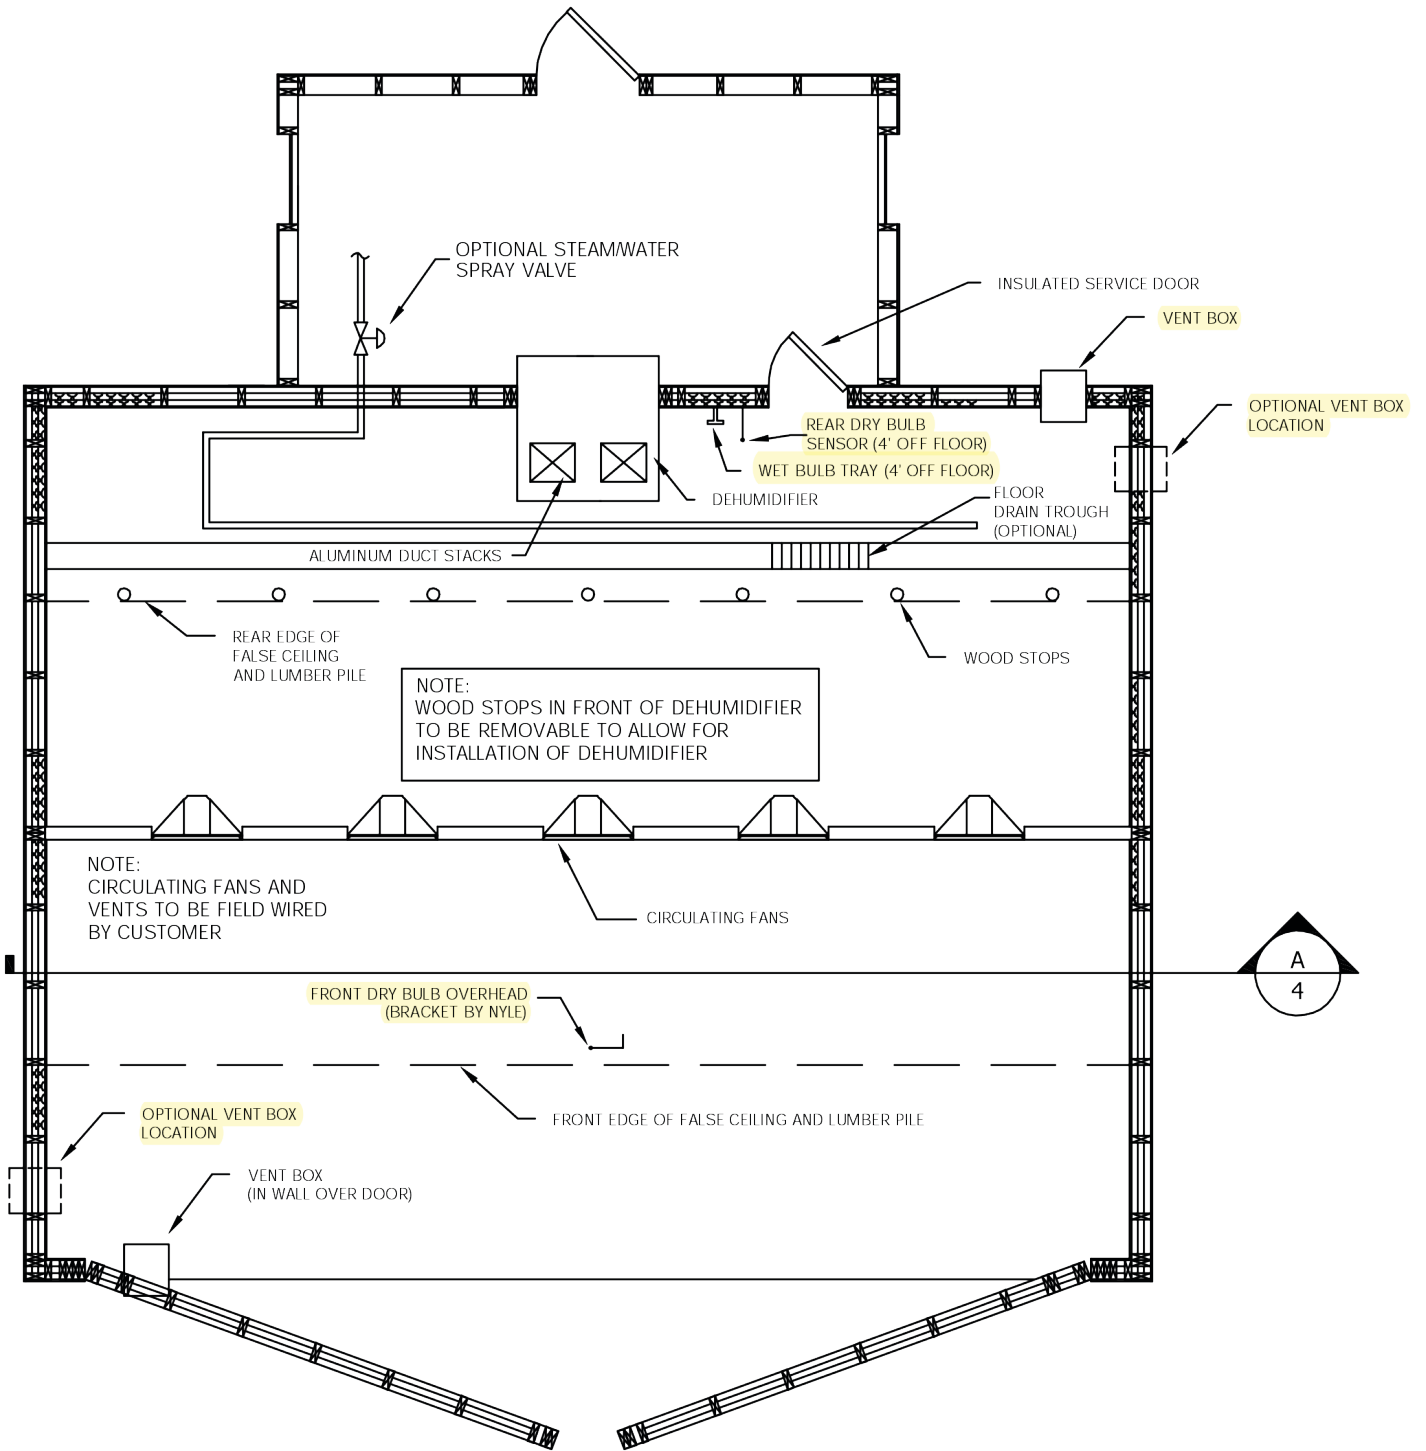 OPTIONAL STEAM/WATER
SPRAY VALVE
INSULATED SERVICE DOOR
VENT BOX
OPTIONAL VENT BOX
LOCATION
REAR DRY BULB
SENSOR (4' OFF FLOOR)
WET BULB TRAY (4' OFF FLOOR)
DEHUMIDIFIER
FLOOR
DRAIN TROUGH
(OPTIONAL)
ALUMINUM DUCT STACKS
REAR EDGE OF
FALSE CEILING
AND LUMBER PILE
WOOD STOPS
NOTE:
WOOD STOPS IN FRONT OF DEHUMIDIFIER
TO BE REMOVABLE TO ALLOW FOR
INSTALLATION OF DEHUMIDIFIER
NOTE:
CIRCULATING FANS AND
VENTS TO BE FIELD WIRED
BY CUSTOMER
CIRCULATING FANS
A
4
FRONT DRY BULB OVERHEAD
(BRACKET BY NYLE)
FRONT EDGE OF FALSE CEILING AND LUMBER PILE
OPTIONAL VENT BOX
LOCATION
VENT BOX
(IN WALL OVER DOOR)